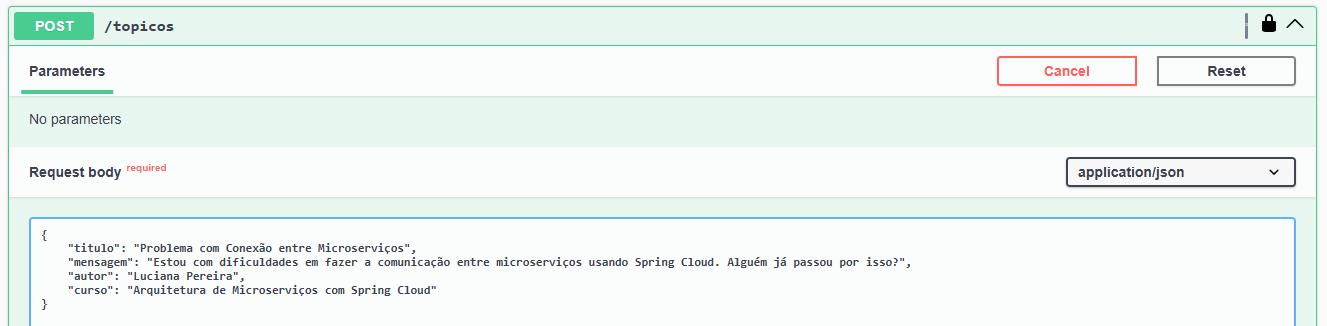 POST /topicos
Parameters
Cancel
Reset
No parameters
Request body required
application/json
{
"titulo": "Problema com Conexão entre Microserviços",
"mensagem": "Estou com dificuldades em fazer a comunicação entre microserviços usando Spring Cloud. Alguém já passou por isso?",
"autor": "Luciana Pereira",
"curso": "Arquitetura de Microserviços com Spring Cloud"
}